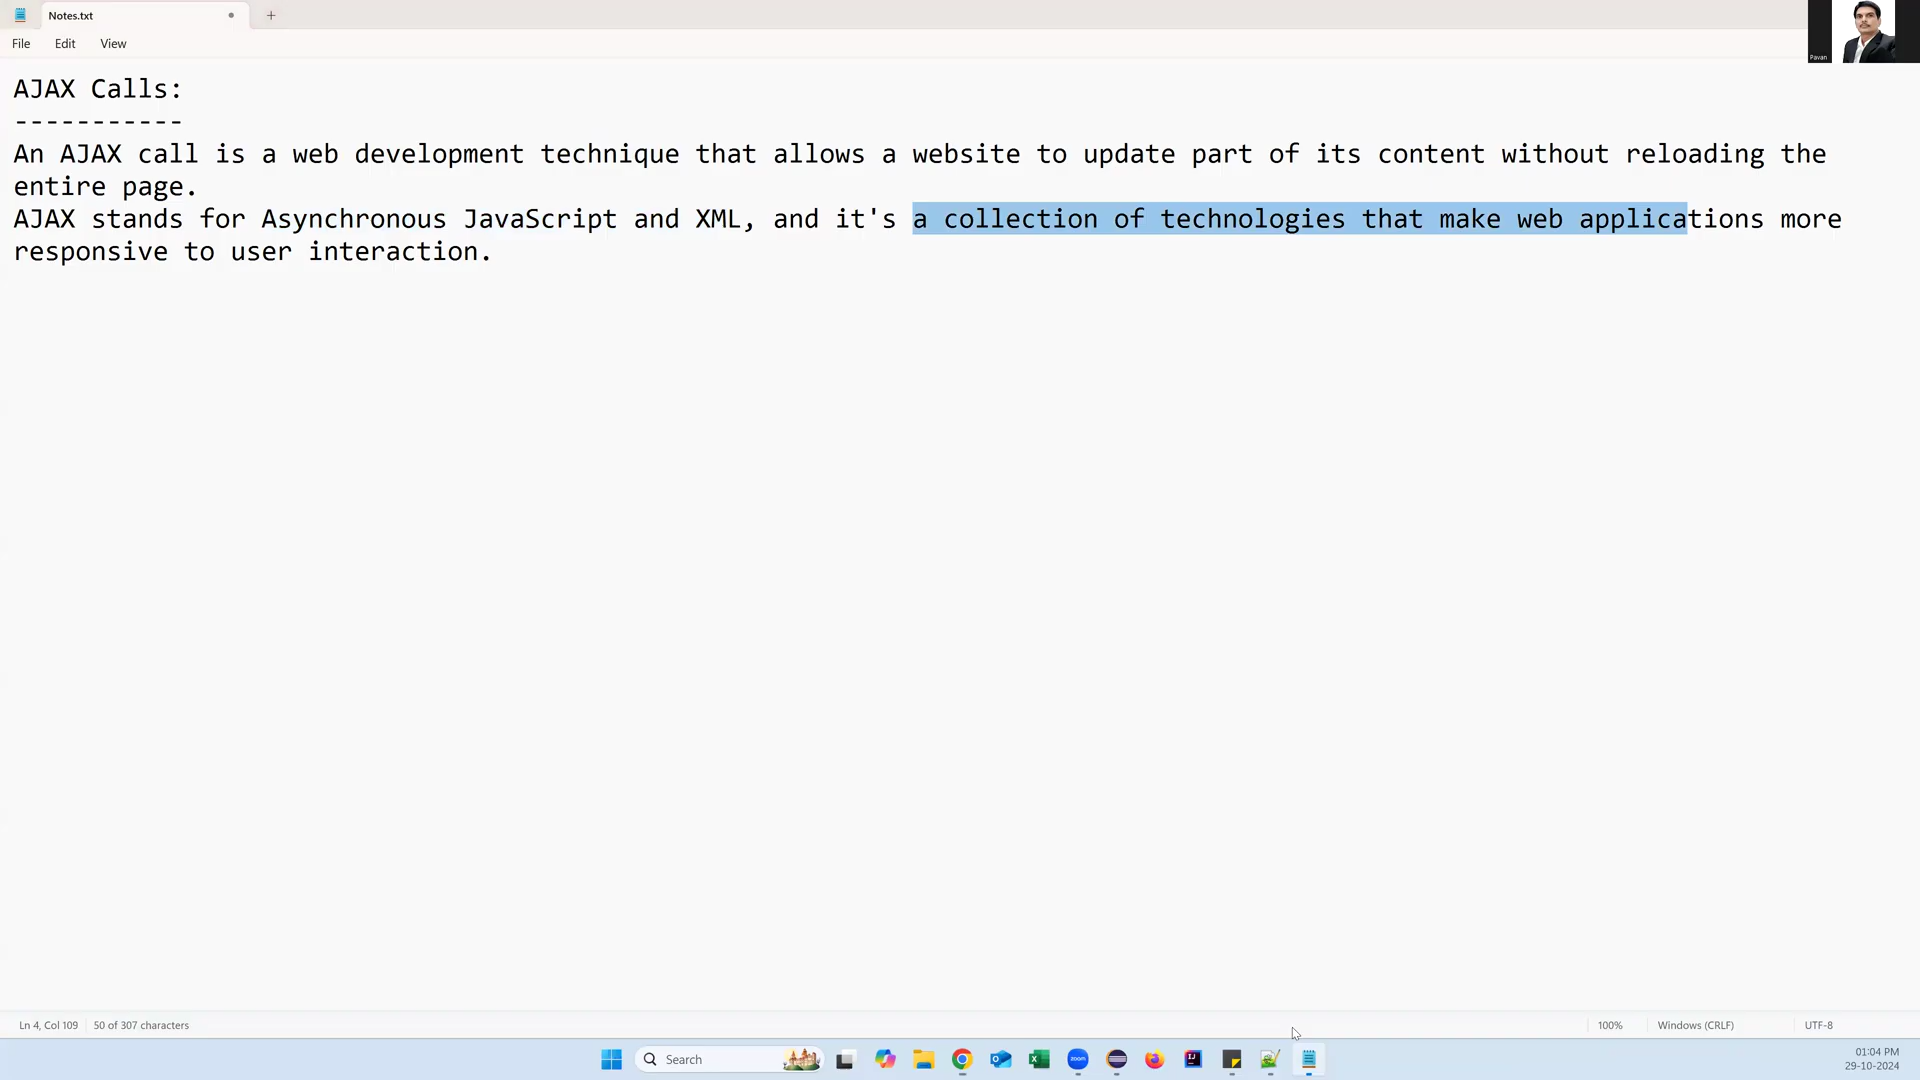 Notes.txt
File Edit View
Pavan
AJAX Calls:
-----------
An AJAX call is a web development technique that allows a website to update part of its content without reloading the
entire page.
AJAX stands for Asynchronous JavaScript and XML, and it's a collection of technologies that make web applications more
responsive to user interaction.
Ln 4, Col 109 50 of 307 characters 100% Windows (CRLF) UTF-8
Search zoom IJ 01:04 PM
29-10-2024